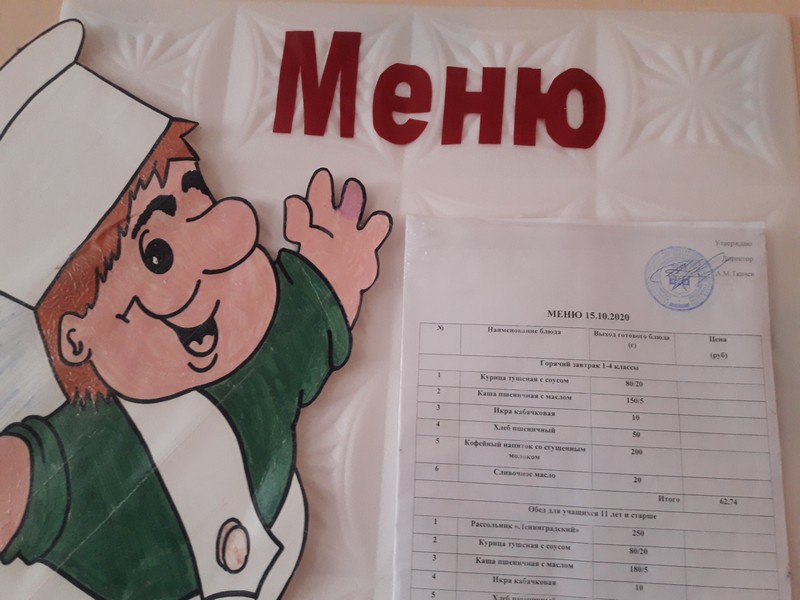 Меню
Утверждаю
Директор
МЕНЮ 15.10.2020
№ Наименование блюда Выход готового блюда (г) Цена (руб)
Горячий завтрак 1-4 классы
1 Курица тушеная с соусом 80/20
2 Каша пшеничная с маслом 150/5
3 Икра кабачковая 10
4 Хлеб пшеничный 50
5 Кофейный напиток со сгущенным молоком 200
6 Сливочное масло 20
Итого 62,74
Обед для учащихся 11 лет и старше
1 Рассольник «Ленинградский» 250
2 Курица тушеная с соусом 80/20
3 Каша пшеничная с маслом 180/5
4 Икра кабачковая 10
5 Хлеб